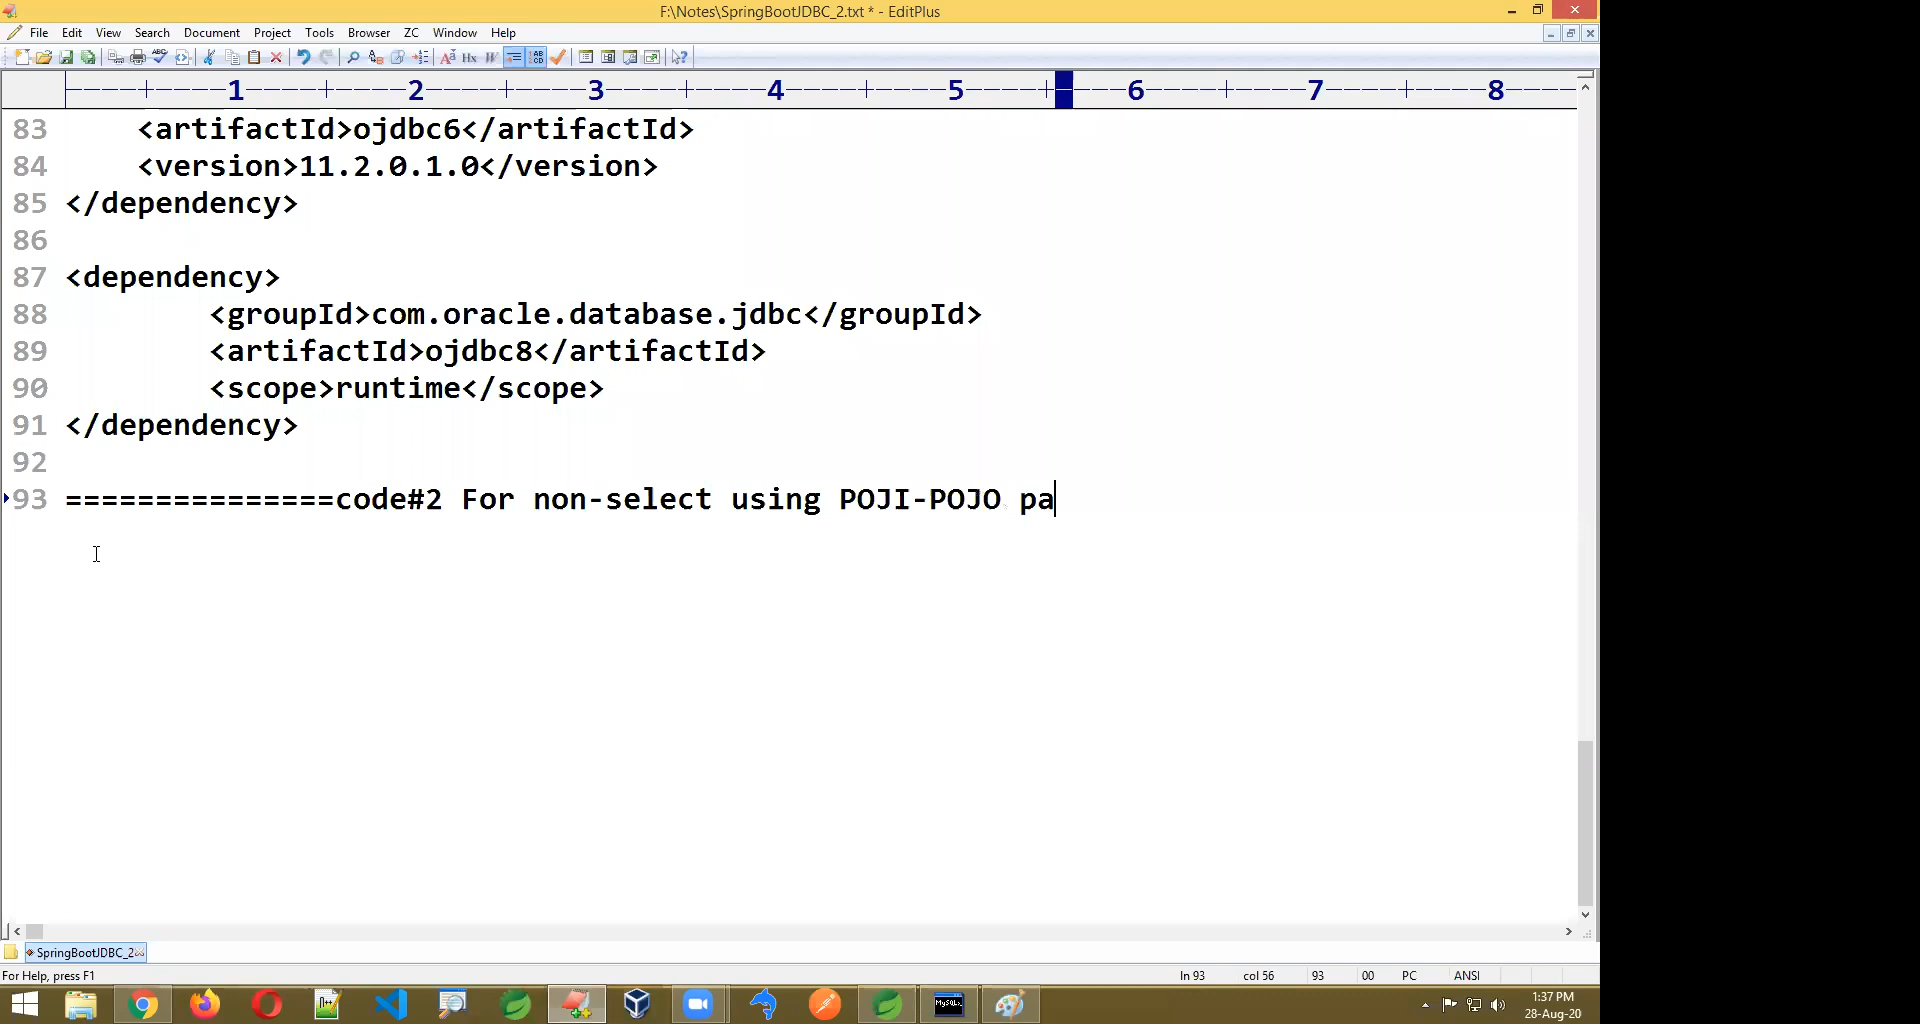 F:\Notes\SpringBootJDBC_2.txt * - EditPlus
File Edit View Search Document Project Tools Browser ZC Window Help
1 2 3 4 5 6 7 8
83 <artifactId>ojdbc6</artifactId>
84 <version>11.2.0.1.0</version>
85 </dependency>
86
87 <dependency>
88 <groupId>com.oracle.database.jdbc</groupId>
89 <artifactId>ojdbc8</artifactId>
90 <scope>runtime</scope>
91 </dependency>
92
93 ===============code#2 For non-select using POJI-POJO pa
SpringBootJDBC_2
For Help, press F1 ln 93 col 56 93 00 PC ANSI
1:37 PM
28-Aug-20